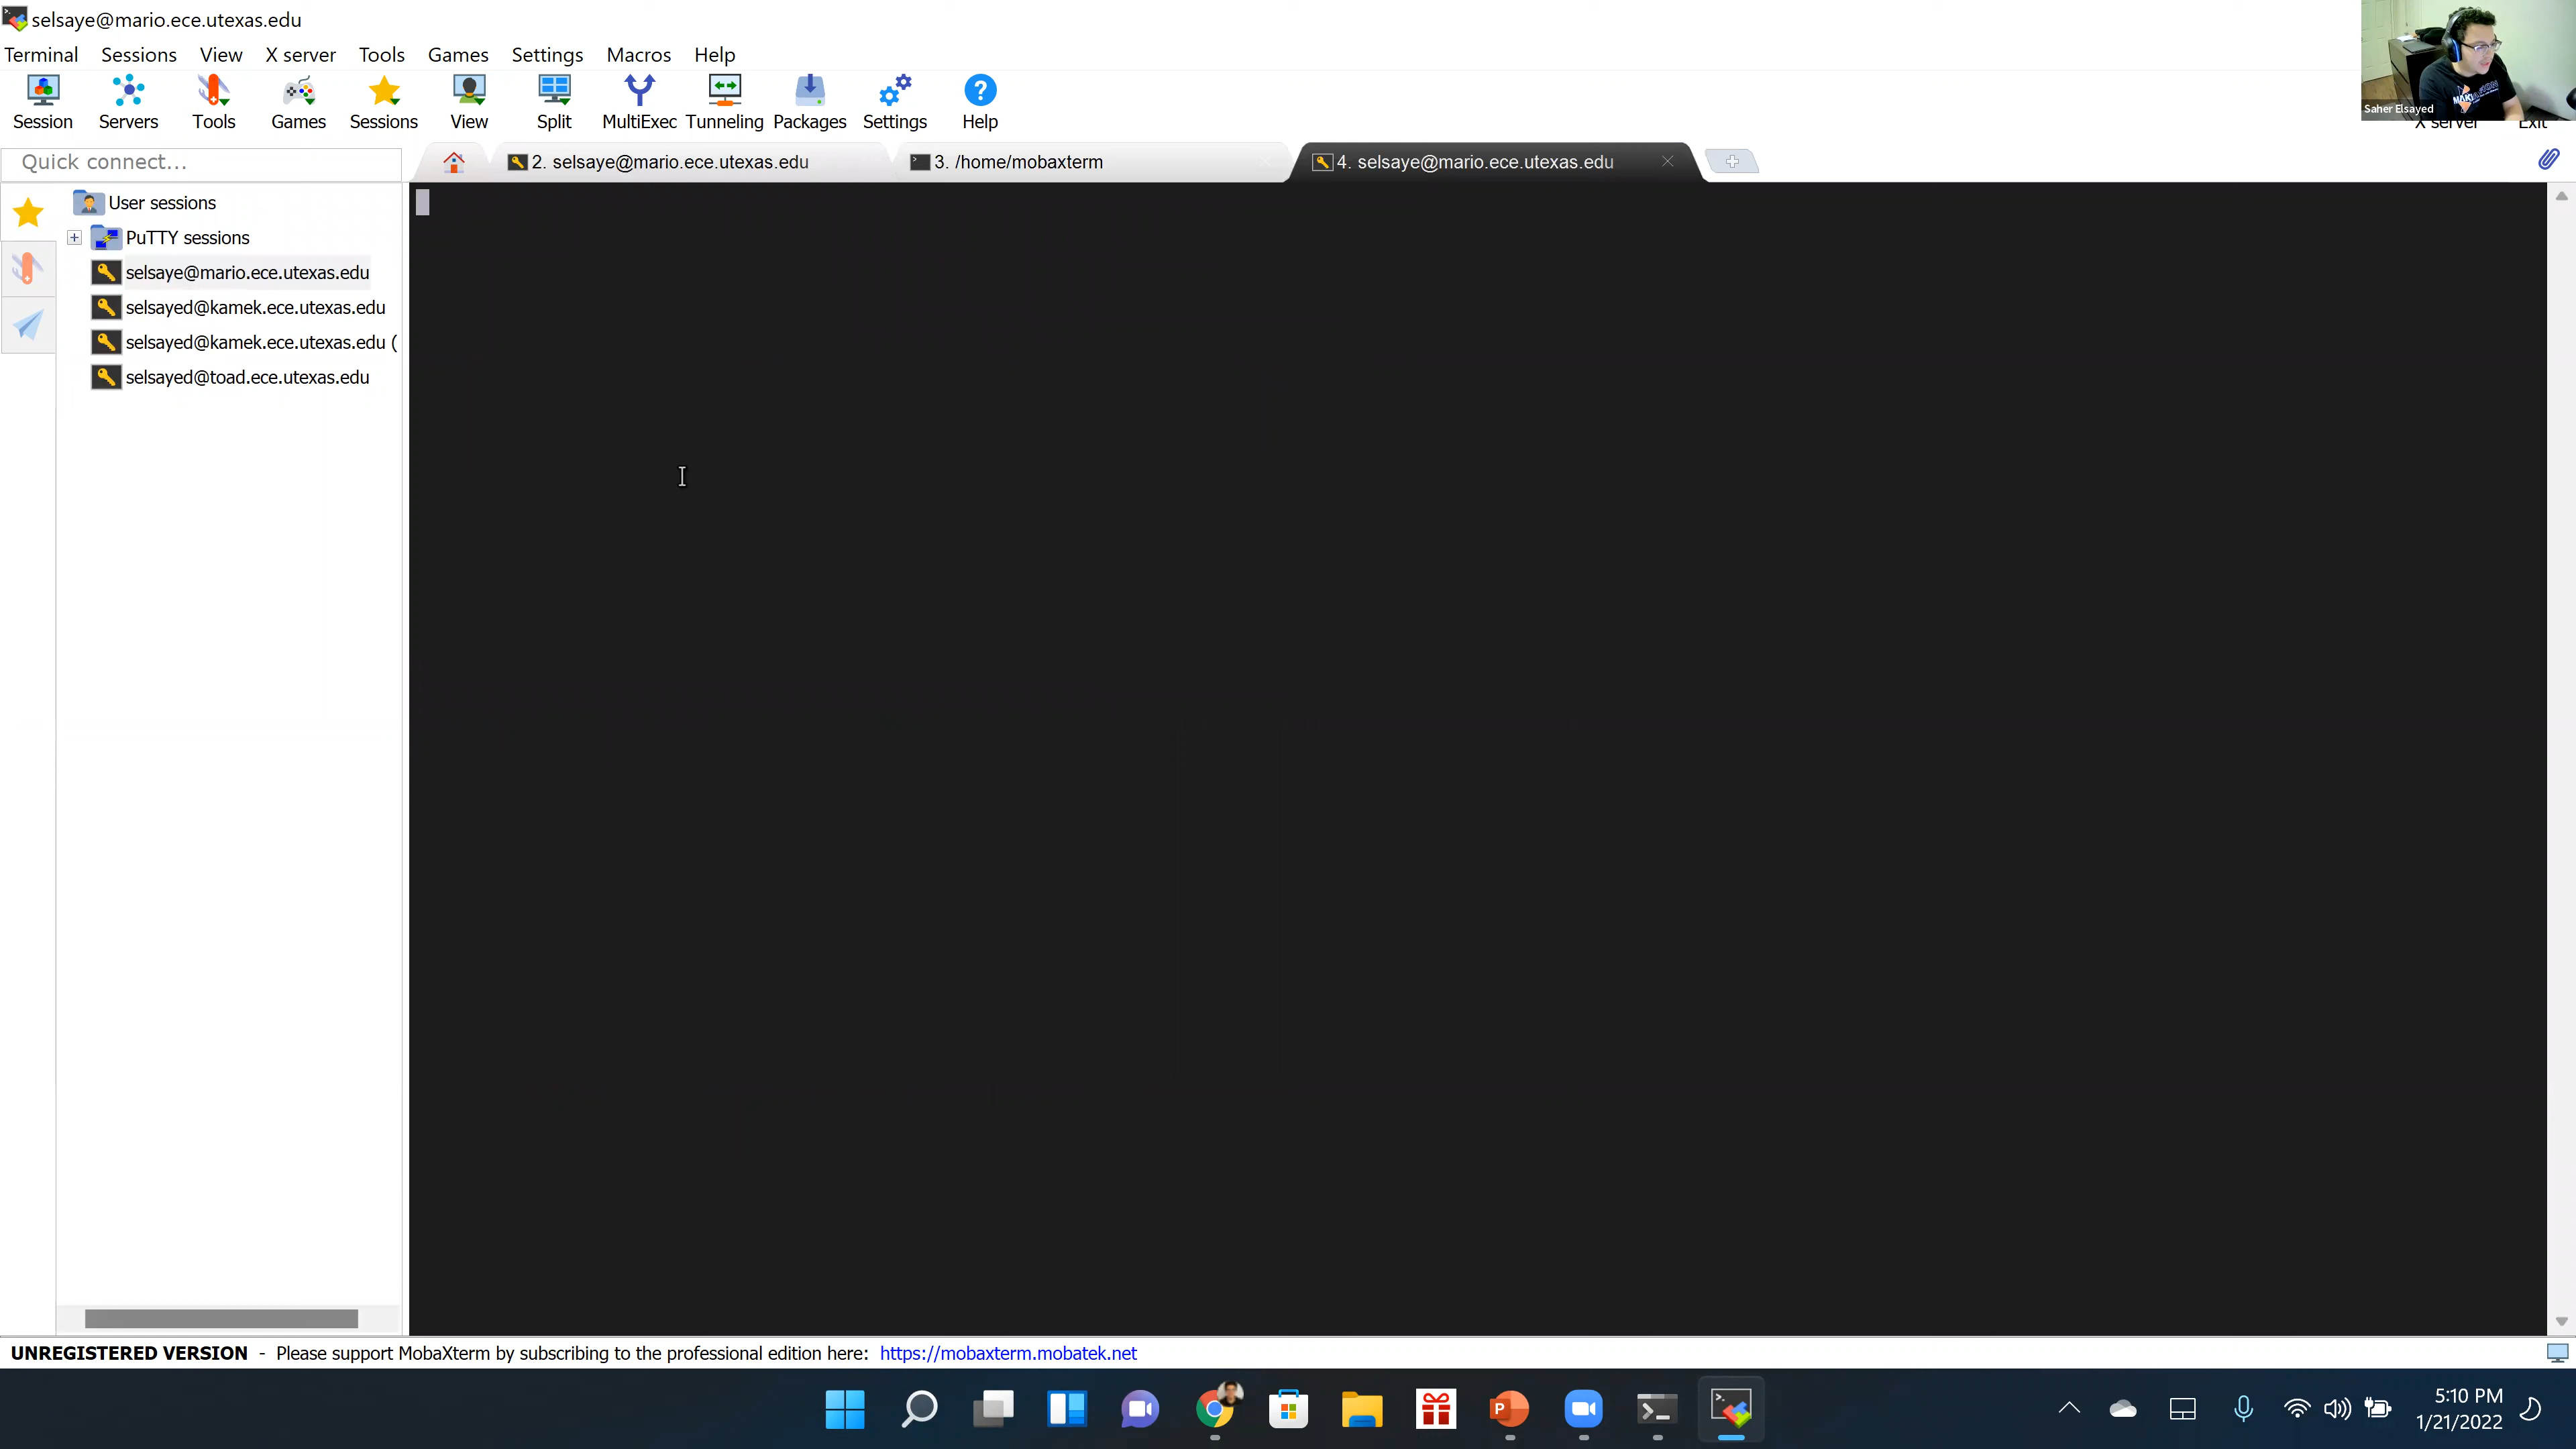 selsaye@mario.ece.utexas.edu
Terminal Sessions View X server Tools Games Settings Macros Help
Session Servers Tools Games Sessions View Split MultiExec Tunneling Packages Settings Help
X server Exit
Saher Elsayed
Quick connect...
2. selsaye@mario.ece.utexas.edu
3. /home/mobaxterm
4. selsaye@mario.ece.utexas.edu
User sessions
PuTTY sessions
selsaye@mario.ece.utexas.edu
selsayed@kamek.ece.utexas.edu
selsayed@kamek.ece.utexas.edu (
selsayed@toad.ece.utexas.edu
UNREGISTERED VERSION - Please support MobaXterm by subscribing to the professional edition here: https://mobaxterm.mobatek.net
5:10 PM
1/21/2022